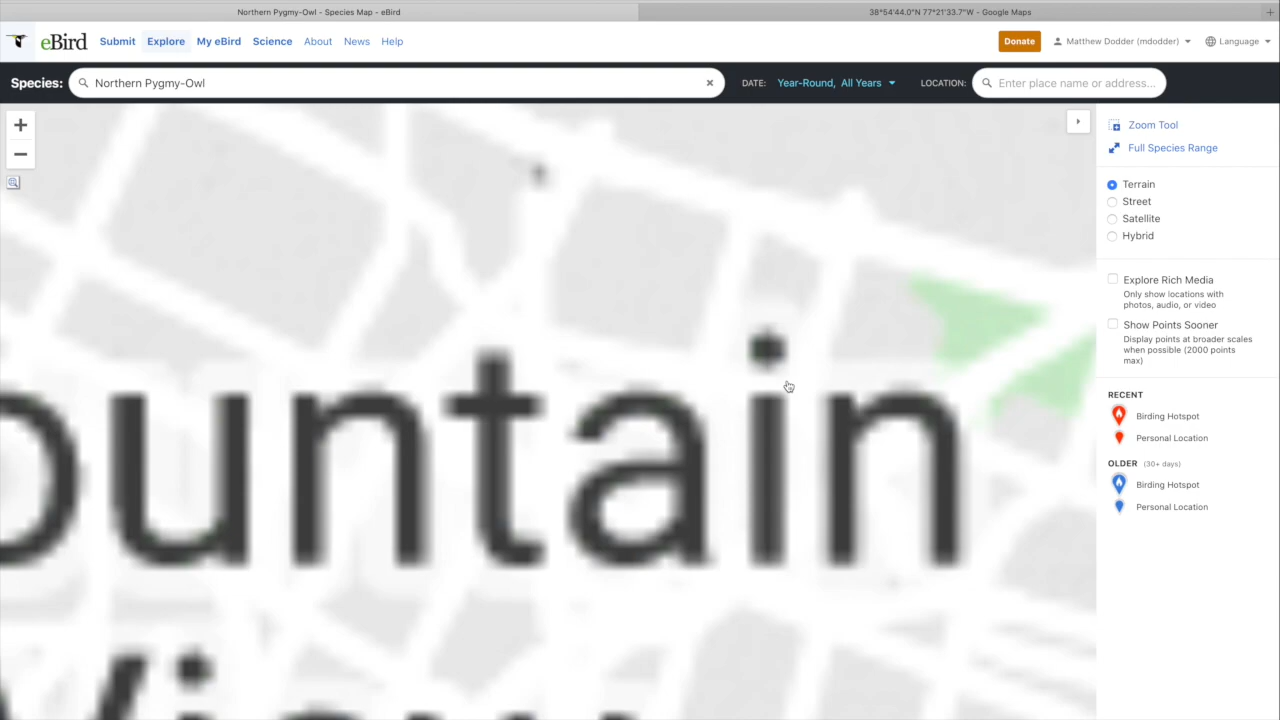 Northern Pygmy-Owl - Species Map - eBird
38°54'44.0"N 77°21'33.7"W - Google Maps
eBird Submit Explore My eBird Science About News Help Donate Matthew Dodder (mdodder) Language
Species: Northern Pygmy-Owl DATE: Year-Round, All Years LOCATION: Enter place name or address...
Zoom Tool
Full Species Range
Terrain
Street
Satellite
Hybrid
Explore Rich Media
Only show locations with
photos, audio, or video
Show Points Sooner
Display points at broader scales
when possible (2000 points
max)
RECENT
Birding Hotspot
Personal Location
OLDER (30+ days)
Birding Hotspot
Personal Location
ountain